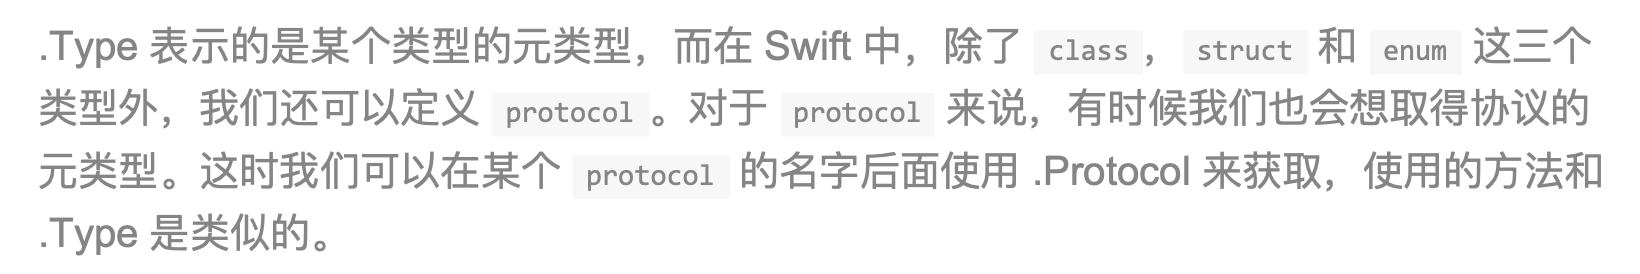 .Type 表示的是某个类型的元类型，而在 Swift 中，除了 class，struct 和 enum 这三个
类型外，我们还可以定义 protocol。对于 protocol 来说，有时候我们也会想取得协议的
元类型。这时我们可以在某个 protocol 的名字后面使用 .Protocol 来获取，使用的方法和
.Type 是类似的。